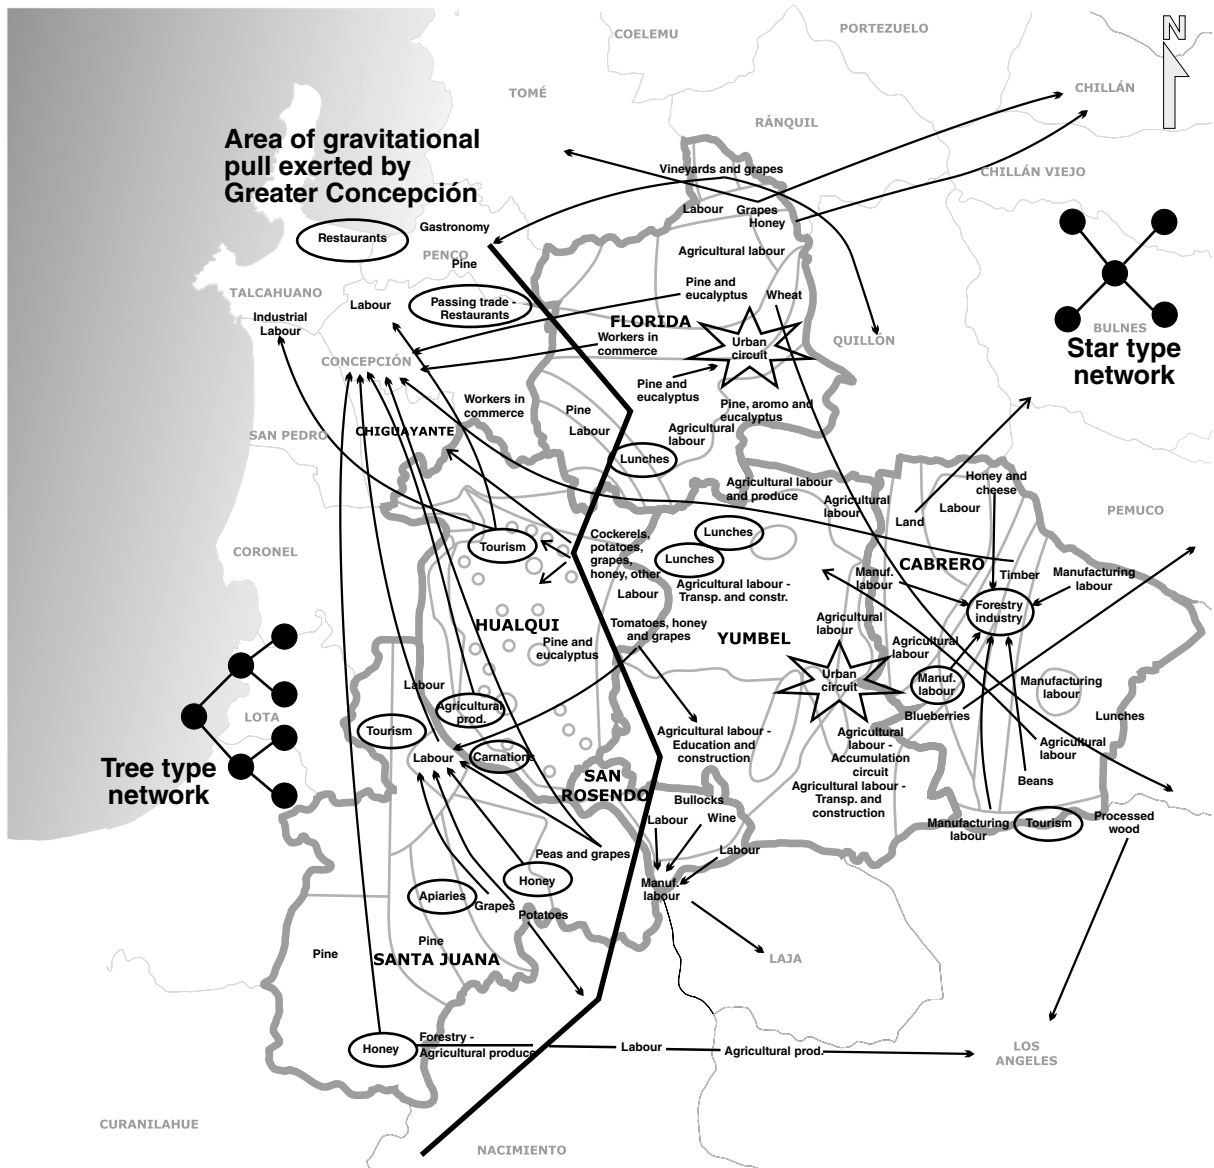 COELEMU
PORTEZUELO
N
TOMÉ
CHILLÁN
RÁNQUIL
Area of gravitational
pull exerted by
Greater Concepción
Vineyards and grapes
CHILLÁN VIEJO
Labour
Grapes
Honey
Gastronomy
Restaurants
PENCO
Pine
Agricultural labour
TALCAHUANO
Labour
Passing trade -
Restaurants
Pine and
eucalyptus
Wheat
Industrial
Labour
FLORIDA
BULNES
Workers in
commerce
Urban
circuit
QUILLÓN
Star type
network
CONCEPCIÓN
Pine and
eucalyptus
Workers in
commerce
Pine
Pine, aromo and
eucalyptus
SAN PEDRO
CHIGUAYANTE
Labour
Agricultural
labour
Lunches
Agricultural labour
and produce
Honey and
cheese
Agricultural
labour
Labour
Land
PEMUCO
CORONEL
Tourism
Cockerels,
potatoes,
grapes,
honey, other
Lunches
Lunches
CABRERO
Manuf.
labour
Timber
Manufacturing
labour
Labour
Agricultural labour -
Transp. and constr.
Forestry
industry
HUALQUI
Tomatoes, honey
and grapes
YUMBEL
Agricultural
labour
Pine and
eucalyptus
Agricultural
labour
Labour
Urban
circuit
Manuf.
labour
Manufacturing
labour
LOTA
Agricultural
prod.
Blueberries
Lunches
Tourism
Agricultural labour -
Education and
construction
Agricultural
labour -
Accumulation
circuit
Agricultural
labour
Tree type
network
Labour
Carnations
SAN
ROSENDO
Beans
Agricultural labour -
Transp. and
construction
Bullocks
Labour
Wine
Manufacturing
labour
Tourism
Processed
wood
Peas and grapes
Labour
Honey
Manuf.
labour
Apiaries
Grapes
Potatoes
Pine
Pine
SANTA JUANA
LAJA
Honey
Forestry -
Agricultural produce
Labour
Agricultural prod.
LOS
ANGELES
CURANILAHUE
NACIMIENTO